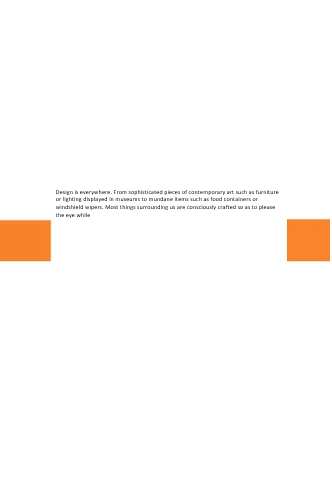 Design is everywhere. From sophisticated pieces of contemporary art such as furniture
or lighting displayed in museums to mundane items such as food containers or
windshield wipers. Most things surrounding us are consciously crafted so as to please
the eye while